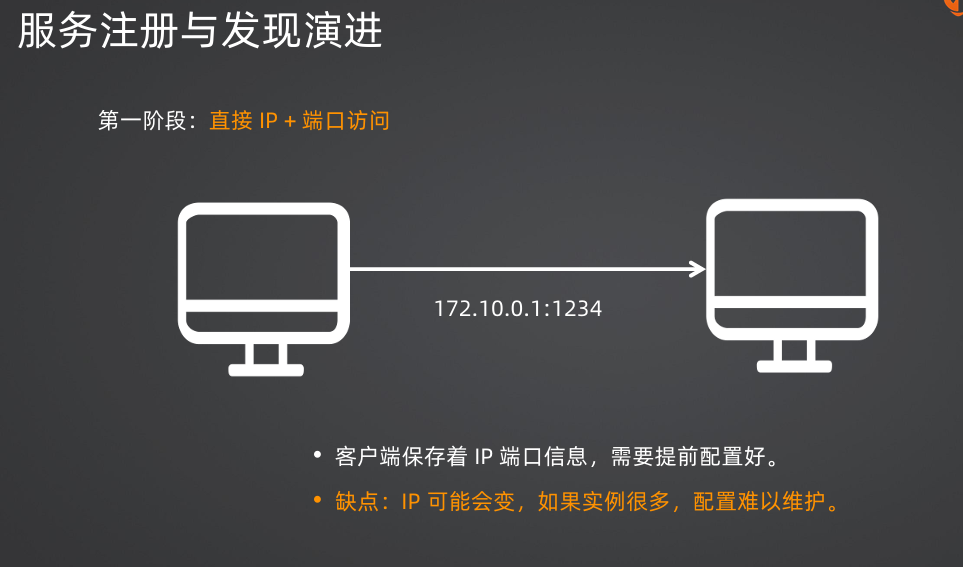 服务注册与发现演进
第一阶段：直接 IP + 端口访问
172.10.0.1:1234
• 客户端保存着 IP 端口信息，需要提前配置好。
• 缺点：IP 可能会变，如果实例很多，配置难以维护。